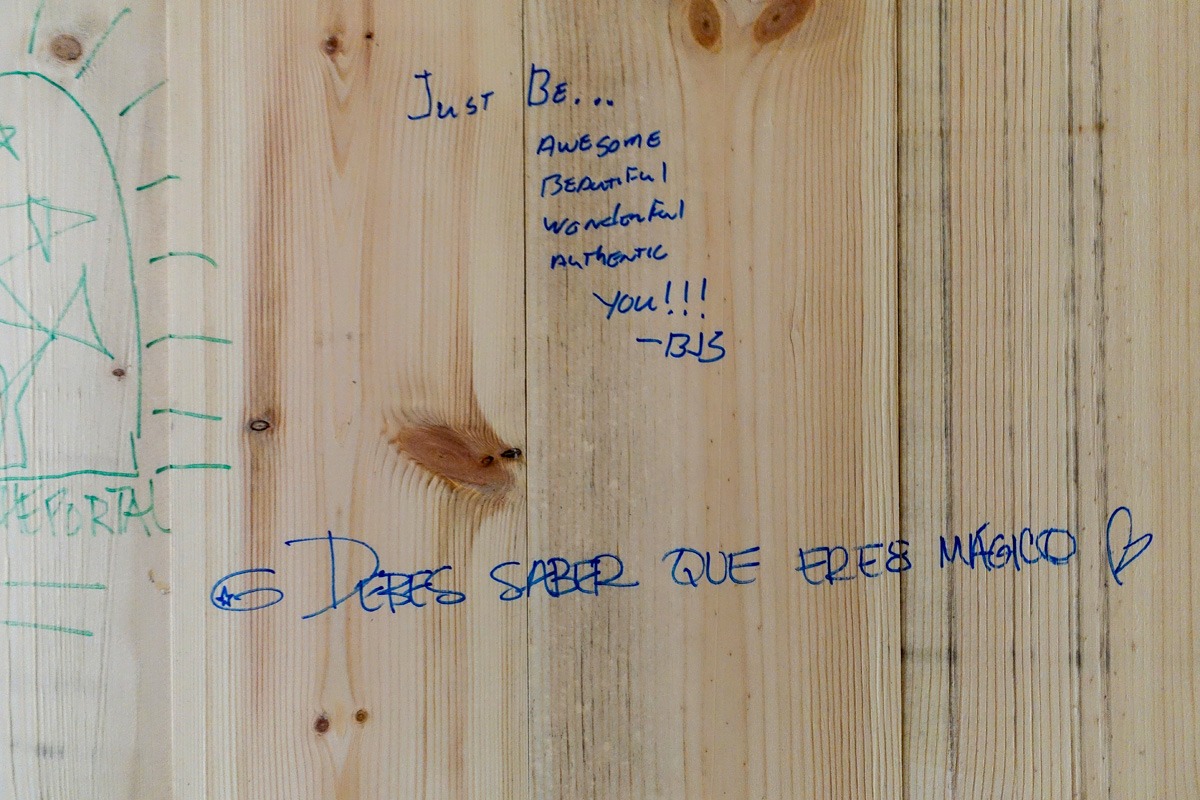 Just Be...
Awesome
Beautiful
Wonderful
Authentic
You!!!
-BJS
DEBES SABER QUE ERES MÁGICO